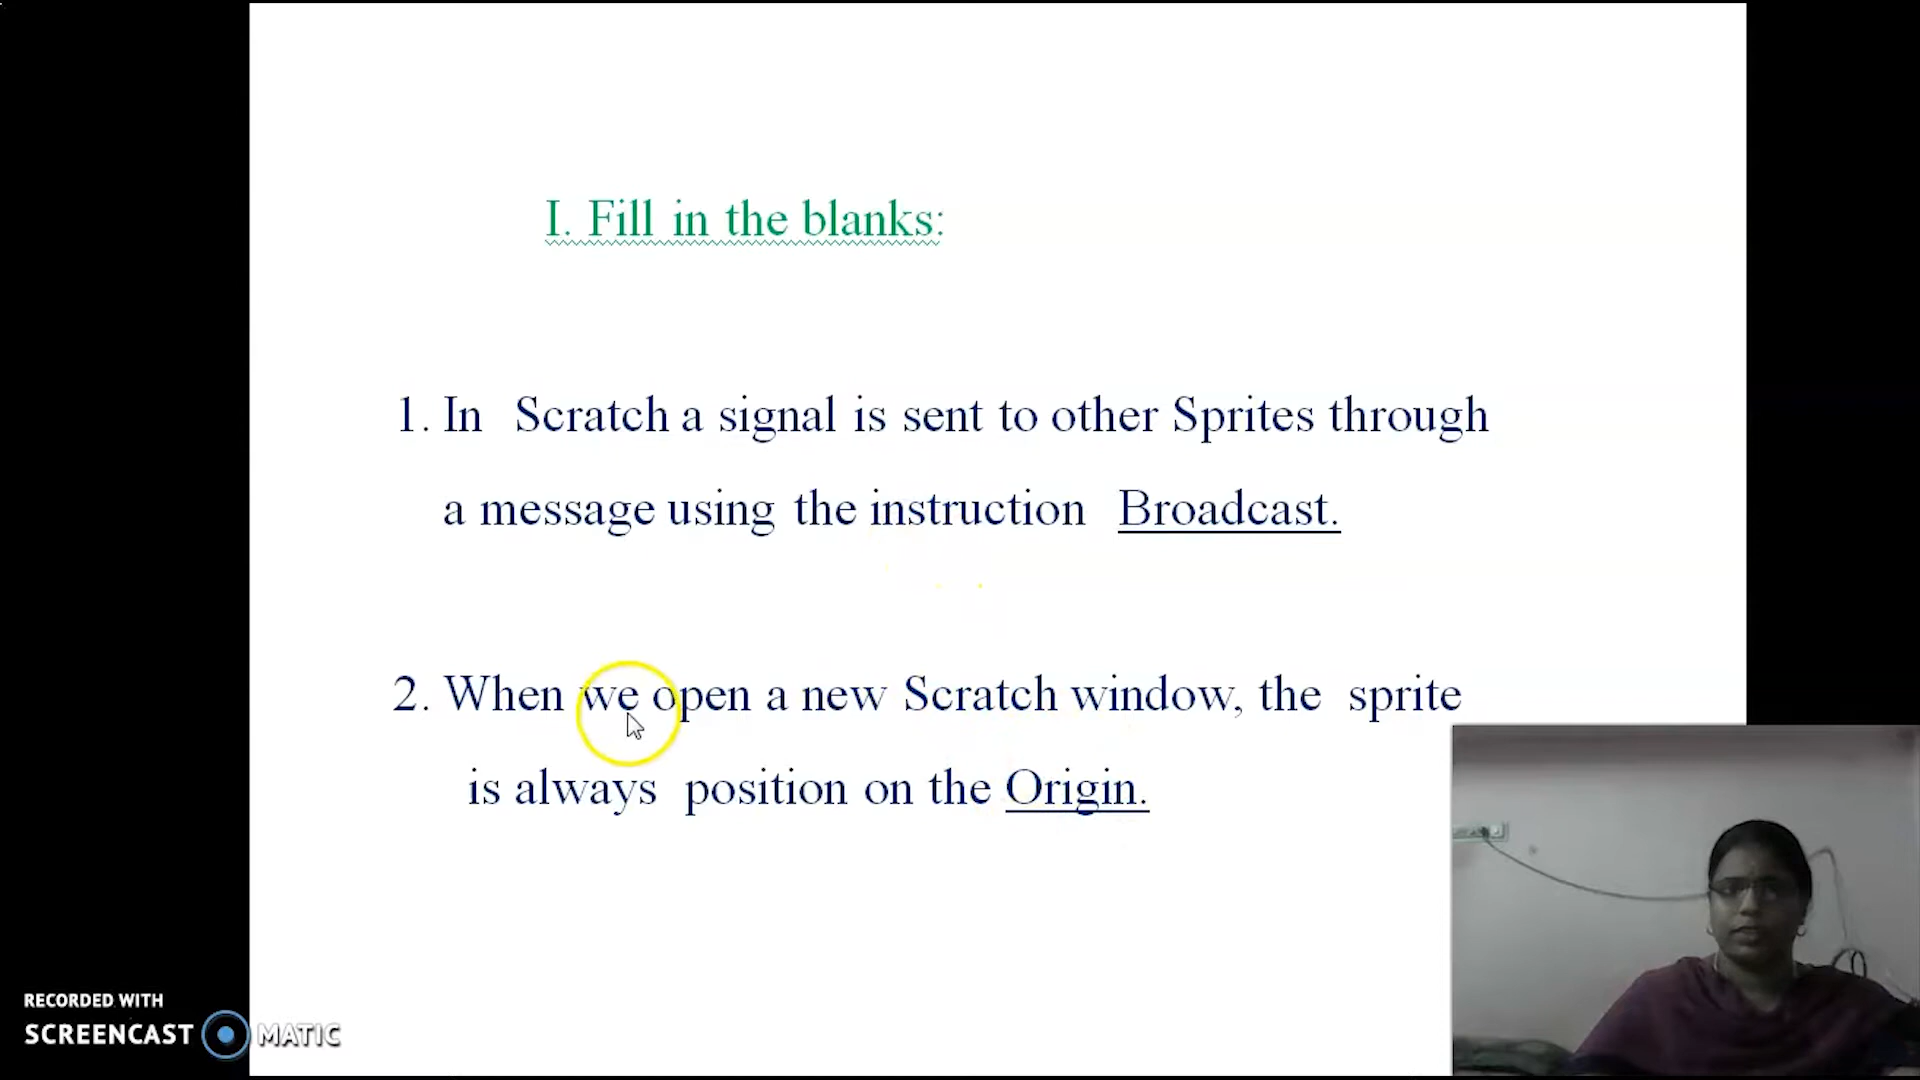 I. Fill in the blanks:
1. In Scratch a signal is sent to other Sprites through
a message using the instruction Broadcast.
2. When we open a new Scratch window, the sprite
is always position on the Origin.
RECORDED WITH
SCREENCAST MATIC